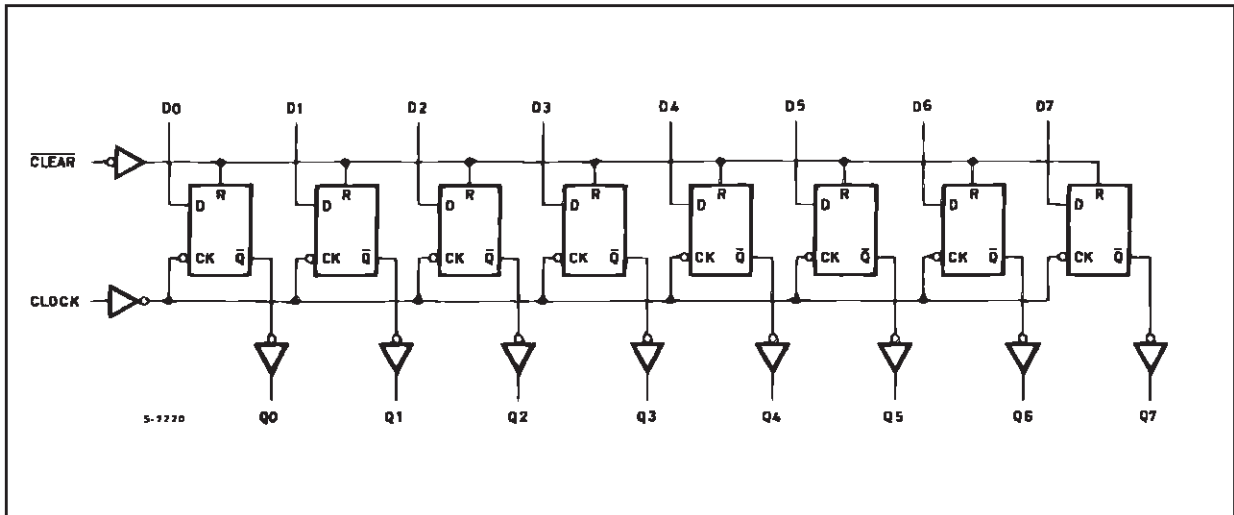 D0 D1 D2 D3 D4 D5 D6 D7
C̅L̅E̅A̅R̅
R R R R R R R R
D D D D D D D D
CK Q̅ CK Q̅ CK Q̅ CK Q̅ CK Q̅ CK Q̅ CK Q̅ CK Q̅
CLOCK
S-2220 Q0 Q1 Q2 Q3 Q4 Q5 Q6 Q7